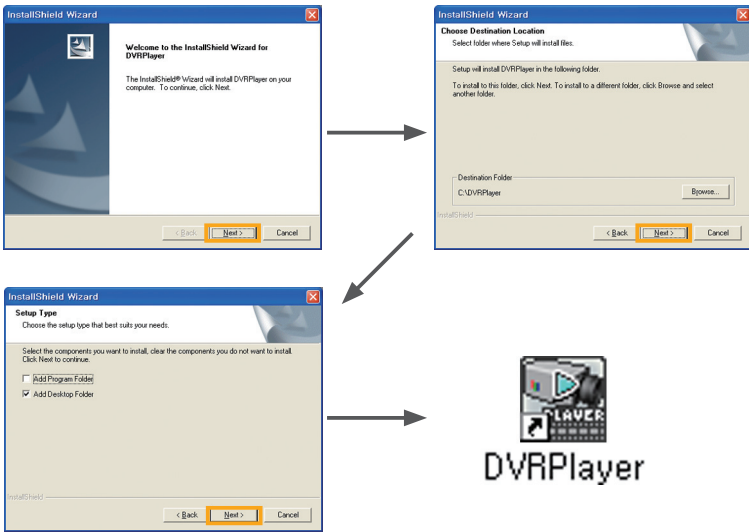 InstallShield Wizard
Welcome to the InstallShield Wizard for
DVRPlayer
The InstallShield® Wizard will install DVRPlayer on your
computer. To continue, click Next.
< Back
Next >
Cancel
InstallShield Wizard
Choose Destination Location
Select folder where Setup will install files.
Setup will install DVRPlayer in the following folder.
To install to this folder, click Next. To install to a different folder, click Browse and select
another folder.
Destination Folder
C:\DVRPlayer
Browse...
InstallShield
< Back
Next >
Cancel
InstallShield Wizard
Setup Type
Choose the setup type that best suits your needs.
Select the components you want to install, clear the components you do not want to install.
Click Next to continue.
Add Program Folder
Add Desktop Folder
InstallShield
< Back
Next >
Cancel
PLAYER
DVRPlayer